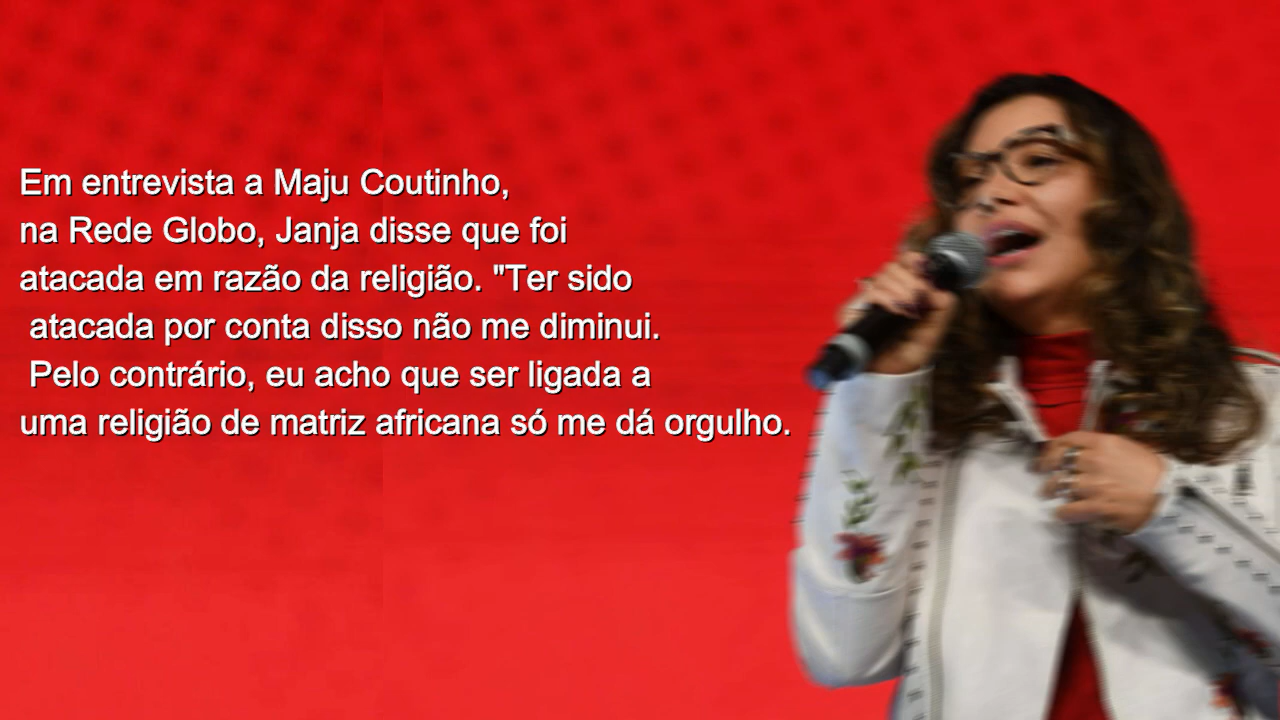 Em entrevista a Maju Coutinho,
na Rede Globo, Janja disse que foi
atacada em razão da religião. "Ter sido
atacada por conta disso não me diminui.
Pelo contrário, eu acho que ser ligada a
uma religião de matriz africana só me dá orgulho.